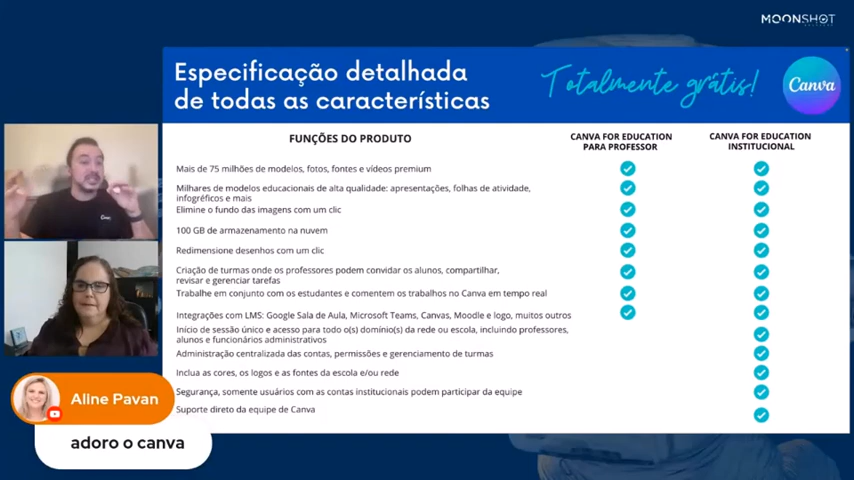 MOONSHOT
Especificação detalhada
de todas as características
Totalmente grátis!
Canva
FUNÇÕES DO PRODUTO
CANVA FOR EDUCATION
PARA PROFESSOR
CANVA FOR EDUCATION
INSTITUCIONAL
Mais de 75 milhões de modelos, fotos, fontes e vídeos premium
Milhares de modelos educacionais de alta qualidade: apresentações, folhas de atividade,
infográficos e mais
Elimine o fundo das imagens com um clic
100 GB de armazenamento na nuvem
Redimensione desenhos com um clic
Criação de turmas onde os professores podem convidar os alunos, compartilhar,
revisar e gerenciar tarefas
Trabalhe em conjunto com os estudantes e comentem os trabalhos no Canva em tempo real
Integrações com LMS: Google Sala de Aula, Microsoft Teams, Canvas, Moodle e logo, muitos outros
Início de sessão único e acesso para todo o(s) domínio(s) da rede ou escola, incluindo professores,
alunos e funcionários administrativos
Administração centralizada das contas, permissões e gerenciamento de turmas
Inclua as cores, os logos e as fontes da escola e/ou rede
Segurança, somente usuários com as contas institucionais podem participar da equipe
Suporte direto da equipe de Canva
Aline Pavan
adoro o canva